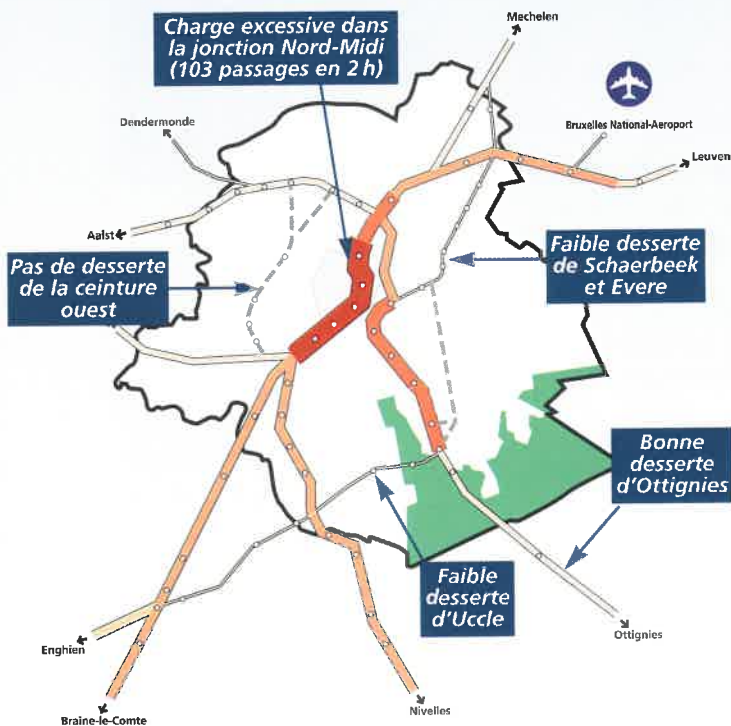 Charge excessive dans
la jonction Nord-Midi
(103 passages en 2 h)
Mechelen
Dendermonde
Bruxelles National-Aeroport
Leuven
Aalst
Pas de desserte
de la ceinture
ouest
Faible desserte
de Schaerbeek
et Evere
Bonne
desserte
d'Ottignies
Faible
desserte
d'Uccle
Enghien
Ottignies
Nivelles
Braine-le-Comte